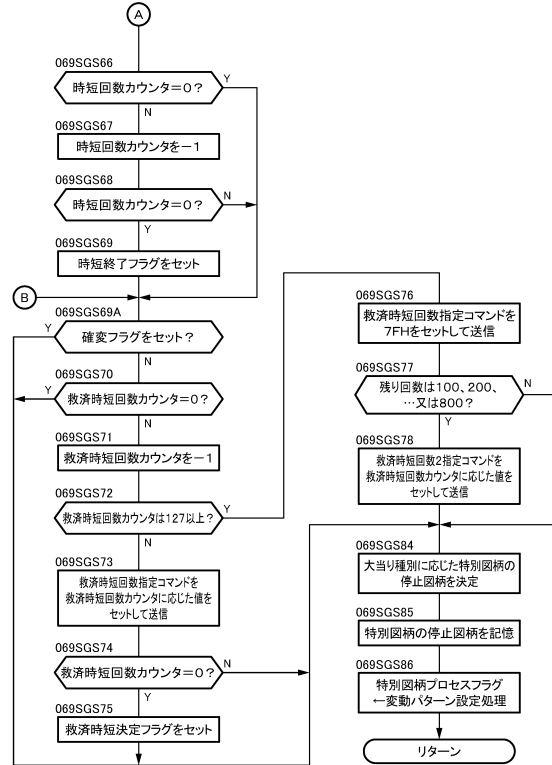 A
069SGS66
時短回数カウンタ=0?
Y
N
069SGS67
時短回数カウンタを-1
069SGS68
時短回数カウンタ=0?
N
Y
069SGS69
時短終了フラグをセット
B
069SGS69A
Y
確変フラグをセット?
N
069SGS70
Y
救済時短回数カウンタ=0?
N
069SGS71
救済時短回数カウンタを-1
069SGS72
救済時短回数カウンタは127以上?
Y
N
069SGS73
救済時短回数指定コマンドを
救済時短回数カウンタに応じた値を
セットして送信
069SGS74
救済時短回数カウンタ=0?
N
Y
069SGS75
救済時短決定フラグをセット
069SGS76
救済時短回数指定コマンドを
7FHをセットして送信
069SGS77
残り回数は100、200、
…又は800?
N
Y
069SGS78
救済時短回数2指定コマンドを
救済時短回数カウンタに応じた値を
セットして送信
069SGS84
大当り種別に応じた特別図柄の
停止図柄を決定
069SGS85
特別図柄の停止図柄を記憶
069SGS86
特別図柄プロセスフラグ
←変動パターン設定処理
リターン